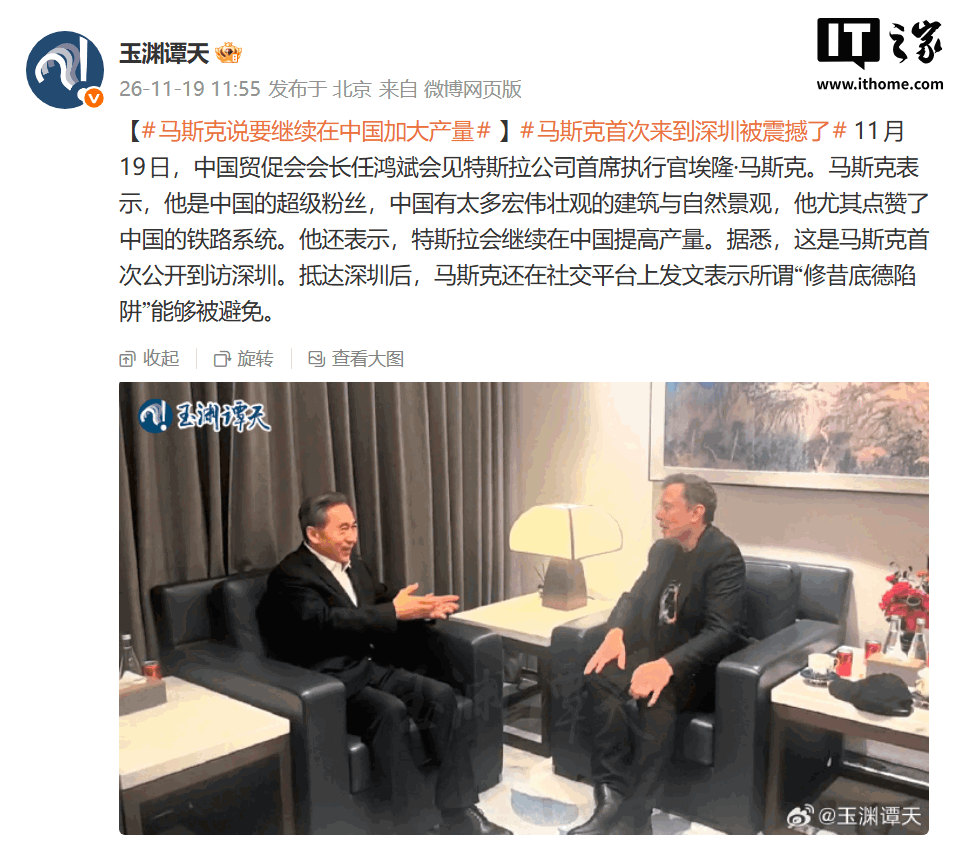 玉渊谭天
IT之家
www.ithome.com
26-11-19 11:55 发布于 北京 来自 微博网页版
【#马斯克说要继续在中国加大产量#】#马斯克首次来到深圳被震撼了# 11月
19日，中国贸促会会长任鸿斌会见特斯拉公司首席执行官埃隆·马斯克。马斯克表
示，他是中国的超级粉丝，中国有太多宏伟壮观的建筑与自然景观，他尤其点赞了
中国的铁路系统。他还表示，特斯拉会继续在中国提高产量。据悉，这是马斯克首
次公开到访深圳。抵达深圳后，马斯克还在社交平台上发文表示所谓“修昔底德陷
阱”能够被避免。
收起 旋转 查看大图
玉渊谭天
玉渊谭天
@玉渊谭天